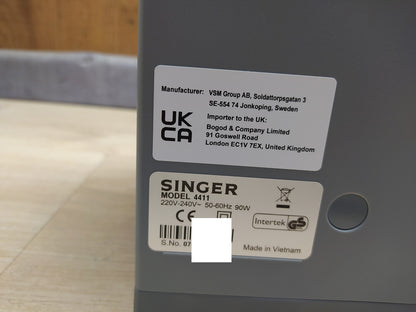 Manufacturer: VSM Group AB, Soldattorpsgatan 3
SE-554 74 Jonkoping, Sweden
UK
CA
Importer to the UK:
Bogod & Company Limited
91 Goswell Road
London EC1V 7EX, United Kingdom
SINGER
MODEL 4411
220V-240V~ 50-60Hz 90W
CE
Intertek GS
S.No. 07
Made in Vietnam